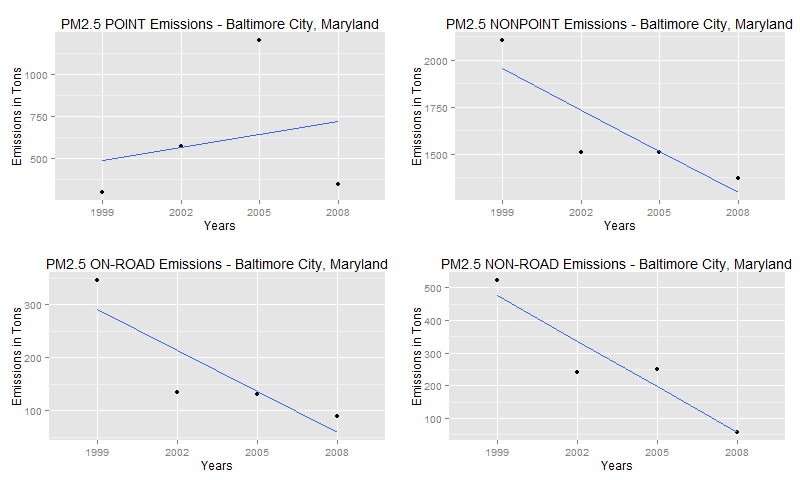 PM2.5 POINT Emissions - Baltimore City, Maryland
Emissions in Tons
1000
750
500
1999 2002 2005 2008
Years
PM2.5 NONPOINT Emissions - Baltimore City, Maryland
Emissions in Tons
2000
1750
1500
1999 2002 2005 2008
Years
PM2.5 ON-ROAD Emissions - Baltimore City, Maryland
Emissions in Tons
300
200
100
1999 2002 2005 2008
Years
PM2.5 NON-ROAD Emissions - Baltimore City, Maryland
Emissions in Tons
500
400
300
200
100
1999 2002 2005 2008
Years